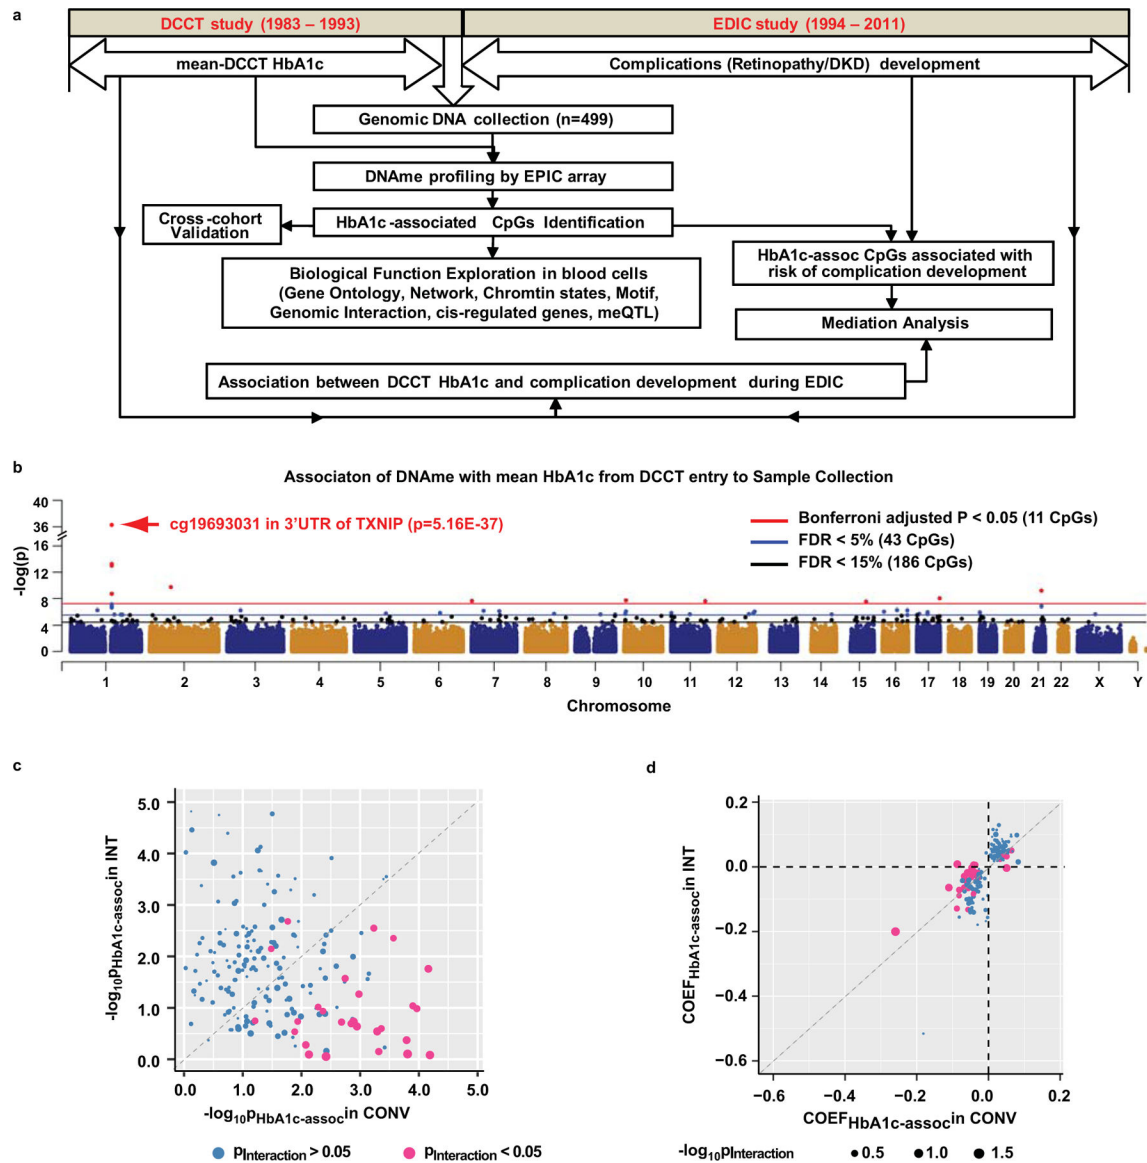 a
DCCT study (1983 – 1993)
EDIC study (1994 – 2011)
mean-DCCT HbA1c
Complications (Retinopathy/DKD) development
Genomic DNA collection (n=499)
DNAme profiling by EPIC array
Cross-cohort
Validation
HbA1c-associated CpGs Identification
HbA1c-assoc CpGs associated with
risk of complication development
Biological Function Exploration in blood cells
(Gene Ontology, Network, Chromtin states, Motif,
Genomic Interaction, cis-regulated genes, meQTL)
Mediation Analysis
Association between DCCT HbA1c and complication development during EDIC
b
Associaton of DNAme with mean HbA1c from DCCT entry to Sample Collection
40
36
16
12
8
4
0
-log(p)
cg19693031 in 3'UTR of TXNIP (p=5.16E-37)
Bonferroni adjusted P < 0.05 (11 CpGs)
FDR < 5% (43 CpGs)
FDR < 15% (186 CpGs)
1 2 3 4 5 6 7 8 9 10 11 12 13 14 15 16 17 18 19 20 21 22 X Y
Chromosome
c
5.0
4.0
3.0
2.0
1.0
0.0
-log10pHbA1c-assoc in INT
0.0 1.0 2.0 3.0 4.0 5.0
-log10pHbA1c-assoc in CONV
pInteraction > 0.05
pInteraction < 0.05
d
0.2
0.0
−0.2
−0.4
−0.6
COEFHbA1c-assoc in INT
−0.6 −0.4 −0.2 0.0 0.2
COEFHbA1c-assoc in CONV
-log10pInteraction
0.5 1.0 1.5